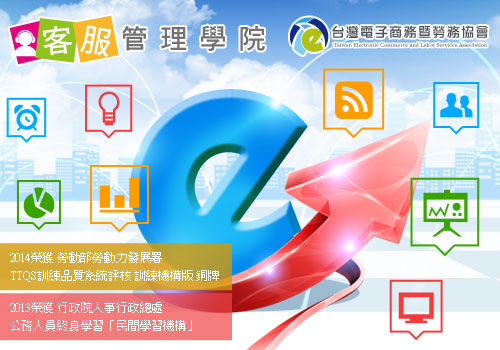 客服管理學院
台灣電子商務暨勞務協會
Taiwan Electronic Commerce and Labor Services Association
e
2014榮獲 勞動部勞動力發展署
TTQS訓練品質系統評核 訓練機構版 銅牌
2013榮獲 行政院人事行政總處
公務人員終身學習「民間學習機構」